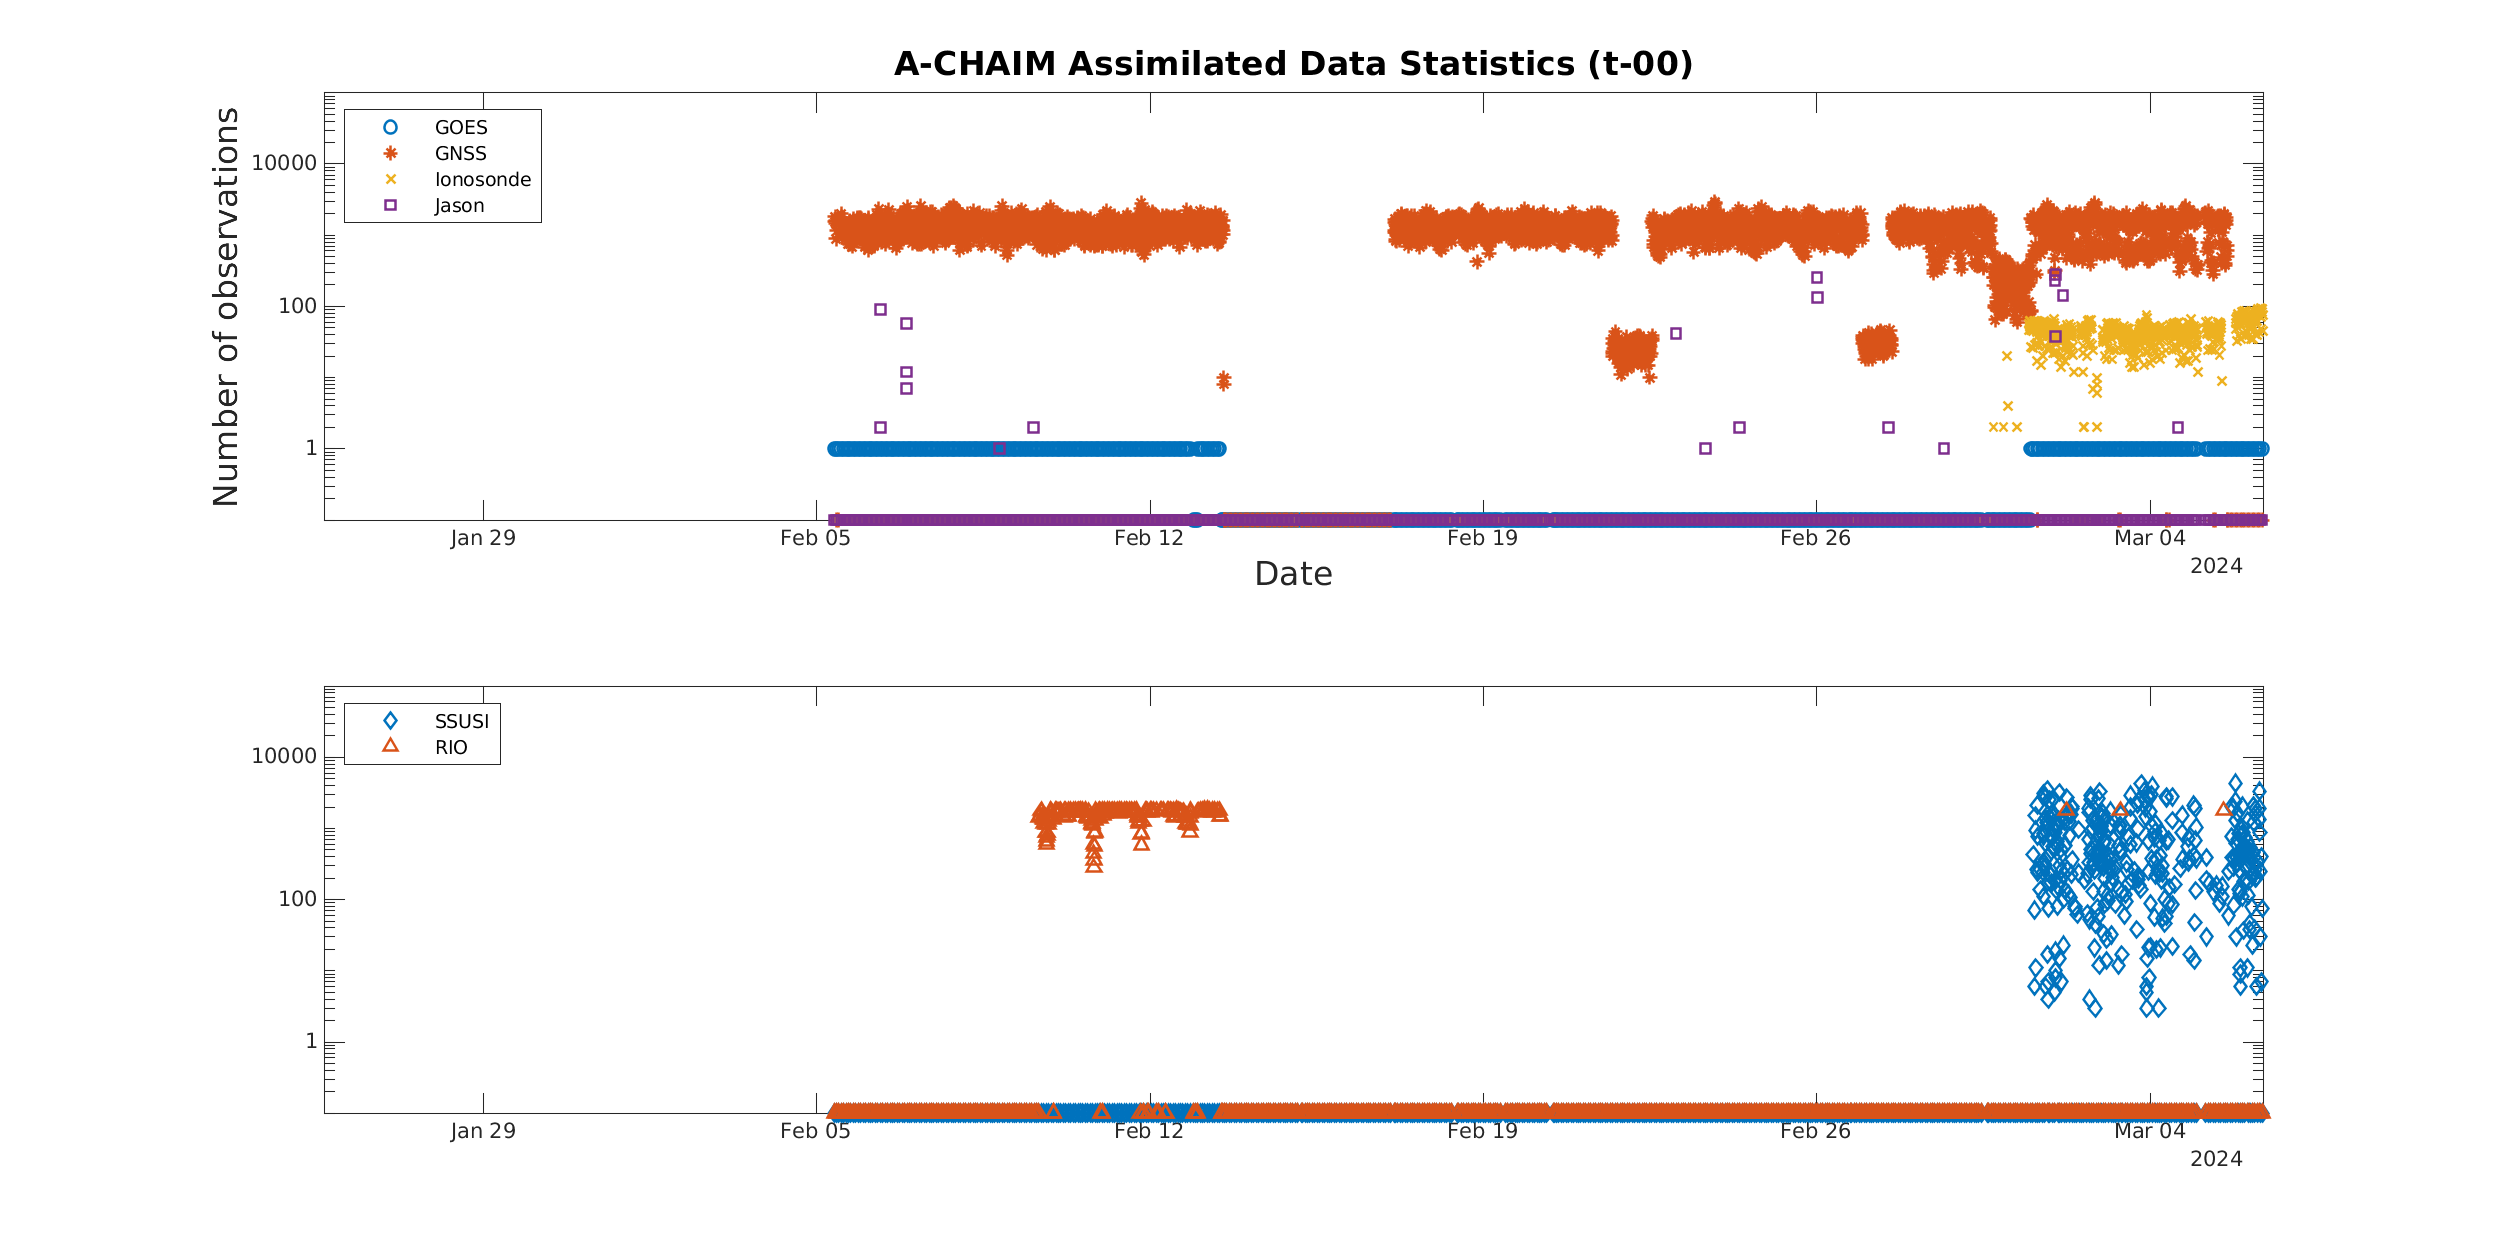 A-CHAIM Assimilated Data Statistics (t-00)
Number of observations
10000
100
1
GOES
GNSS
Ionosonde
Jason
Jan 29
Feb 05
Feb 12
Feb 19
Feb 26
Mar 04
2024
Date
10000
100
1
SSUSI
RIO
Jan 29
Feb 05
Feb 12
Feb 19
Feb 26
Mar 04
2024